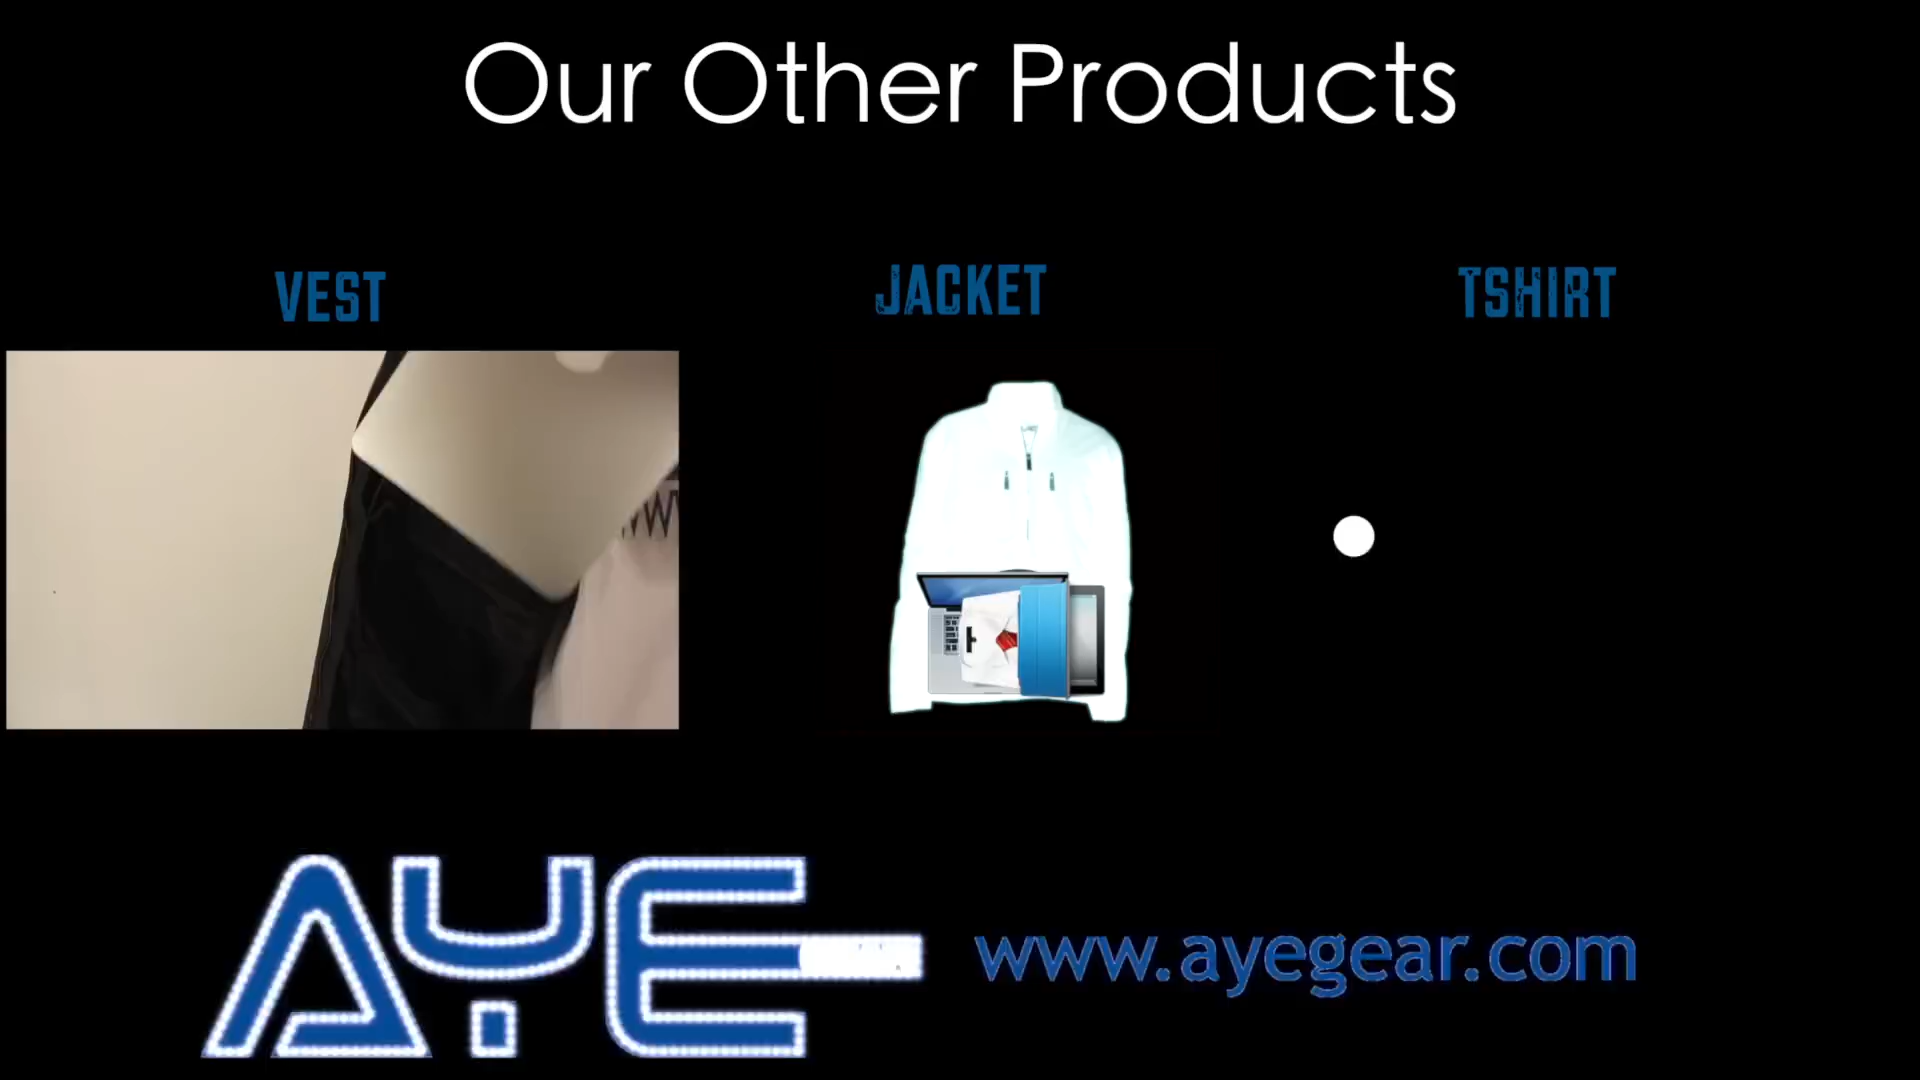 Our Other Products
VEST
JACKET
TSHIRT
AYE
www.ayegear.com